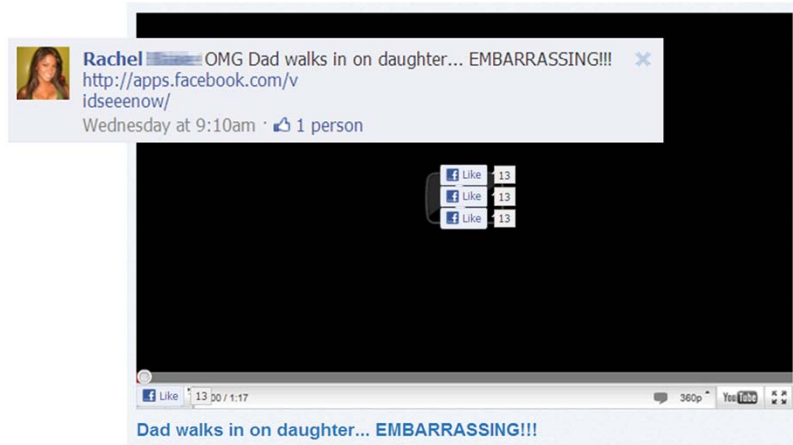 Rachel OMG Dad walks in on daughter... EMBARRASSING!!!
http://apps.facebook.com/v
idseeenow/
Wednesday at 9:10am · 1 person
Like 13
Like 13
Like 13
Like 13 00 / 1:17 360p YouTube
Dad walks in on daughter... EMBARRASSING!!!